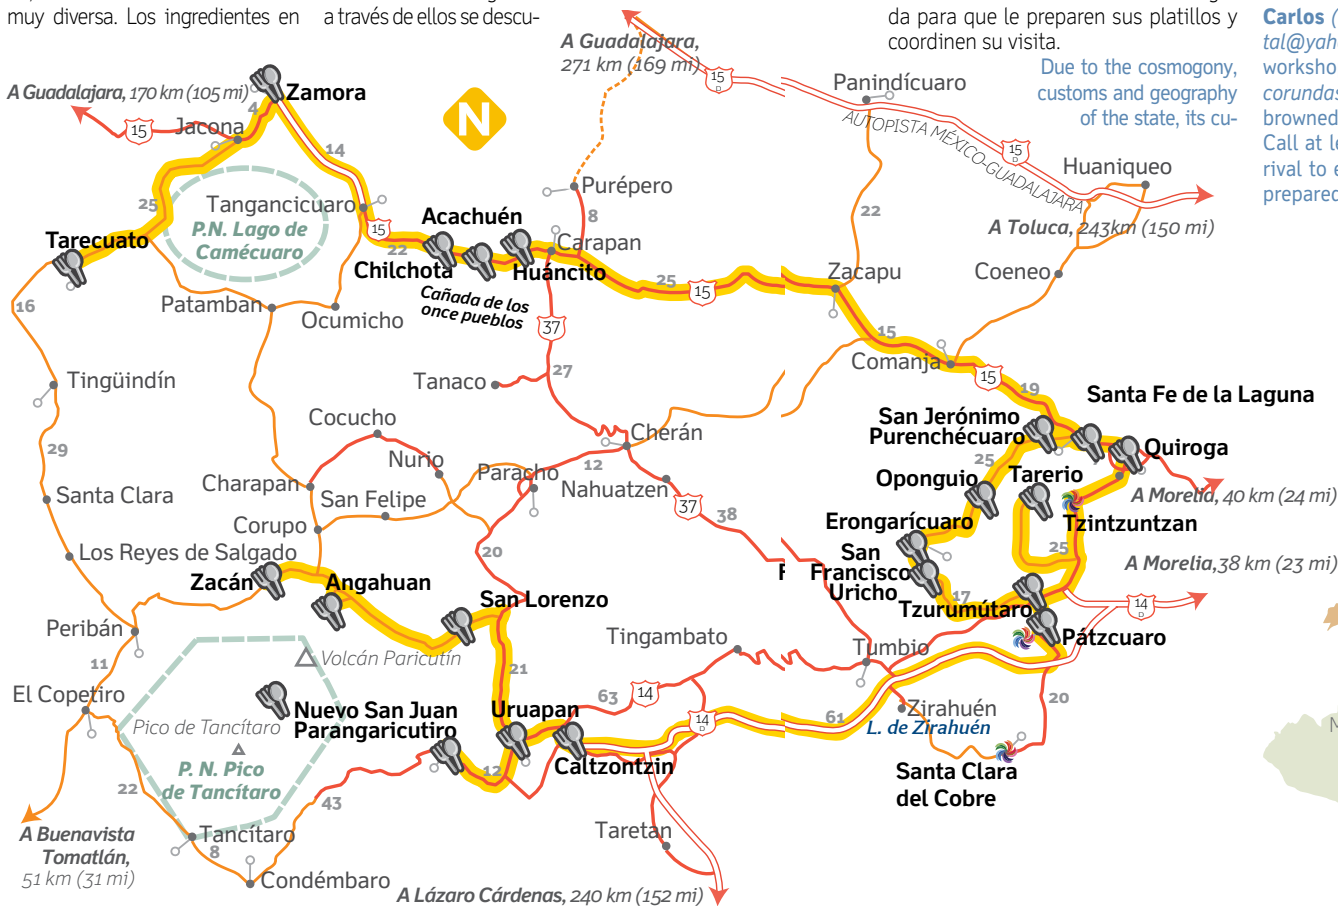 muy diversa. Los ingredientes en
a través de ellos se descu-
da para que le preparen sus platillos y
coordinen su visita.
Due to the cosmogony,
customs and geography
of the state, its cu-
Carlos (
tal@yah
worksho
corundas
browned
Call at le
rival to e
prepared
A Guadalajara,
271 km (169 mi)
15
D
A Guadalajara, 170 km (105 mi)
Zamora
4
15
Jacona
14
N
Panindícuaro
AUTOPISTA MÉXICO-GUADALAJARA
15
D
Huaniqueo
Purépero
8
22
Tangancicuaro
15
25
P.N. Lago de
Camécuaro
Acachuén
Carapan
A Toluca, 243km (150 mi)
Tarecuato
22
Chilchota
Huáncito
Cañada de los
once pueblos
25
15
Zacapu
Coeneo
16
Patamban
Ocumicho
37
15
Comanja
15
19
Tingüindín
Tanaco
27
Santa Fe de la Laguna
San Jerónimo
Purenchécuaro
Quiroga
Cocucho
Cherán
Nurio
Paracho
12
Nahuatzen
25
Oponguio
Tarerio
7
A Morelia, 40 km (24 mi)
29
Santa Clara
Charapan
San Felipe
37
38
Tzintzuntzan
Corupo
Erongarícuaro
25
Los Reyes de Salgado
20
A Morelia,38 km (23 mi)
Zacán
Angahuan
San Lorenzo
F
San
Francisco
Uricho
17
Tzurumútaro
14
D
Peribán
Tingambato
Tumbio
Pátzcuaro
Volcán Paricutín
11
21
El Copetiro
63
14
20
Nuevo San Juan
Parangaricutiro
Uruapan
14
D
61
Zirahuén
L. de Zirahuén
Pico de Tancítaro
P. N. Pico
de Tancítaro
12
Caltzontzin
Santa Clara
del Cobre
M
22
43
A Buenavista
Tomatlán,
51 km (31 mi)
Tancítaro
8
Taretan
Condémbaro
A Lázaro Cárdenas, 240 km (152 mi)